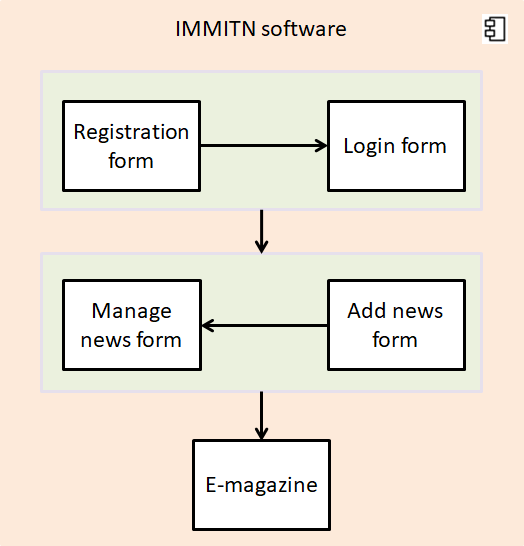 IMMITN software
Registration
form
Login form
Manage
news form
Add news
form
E-magazine